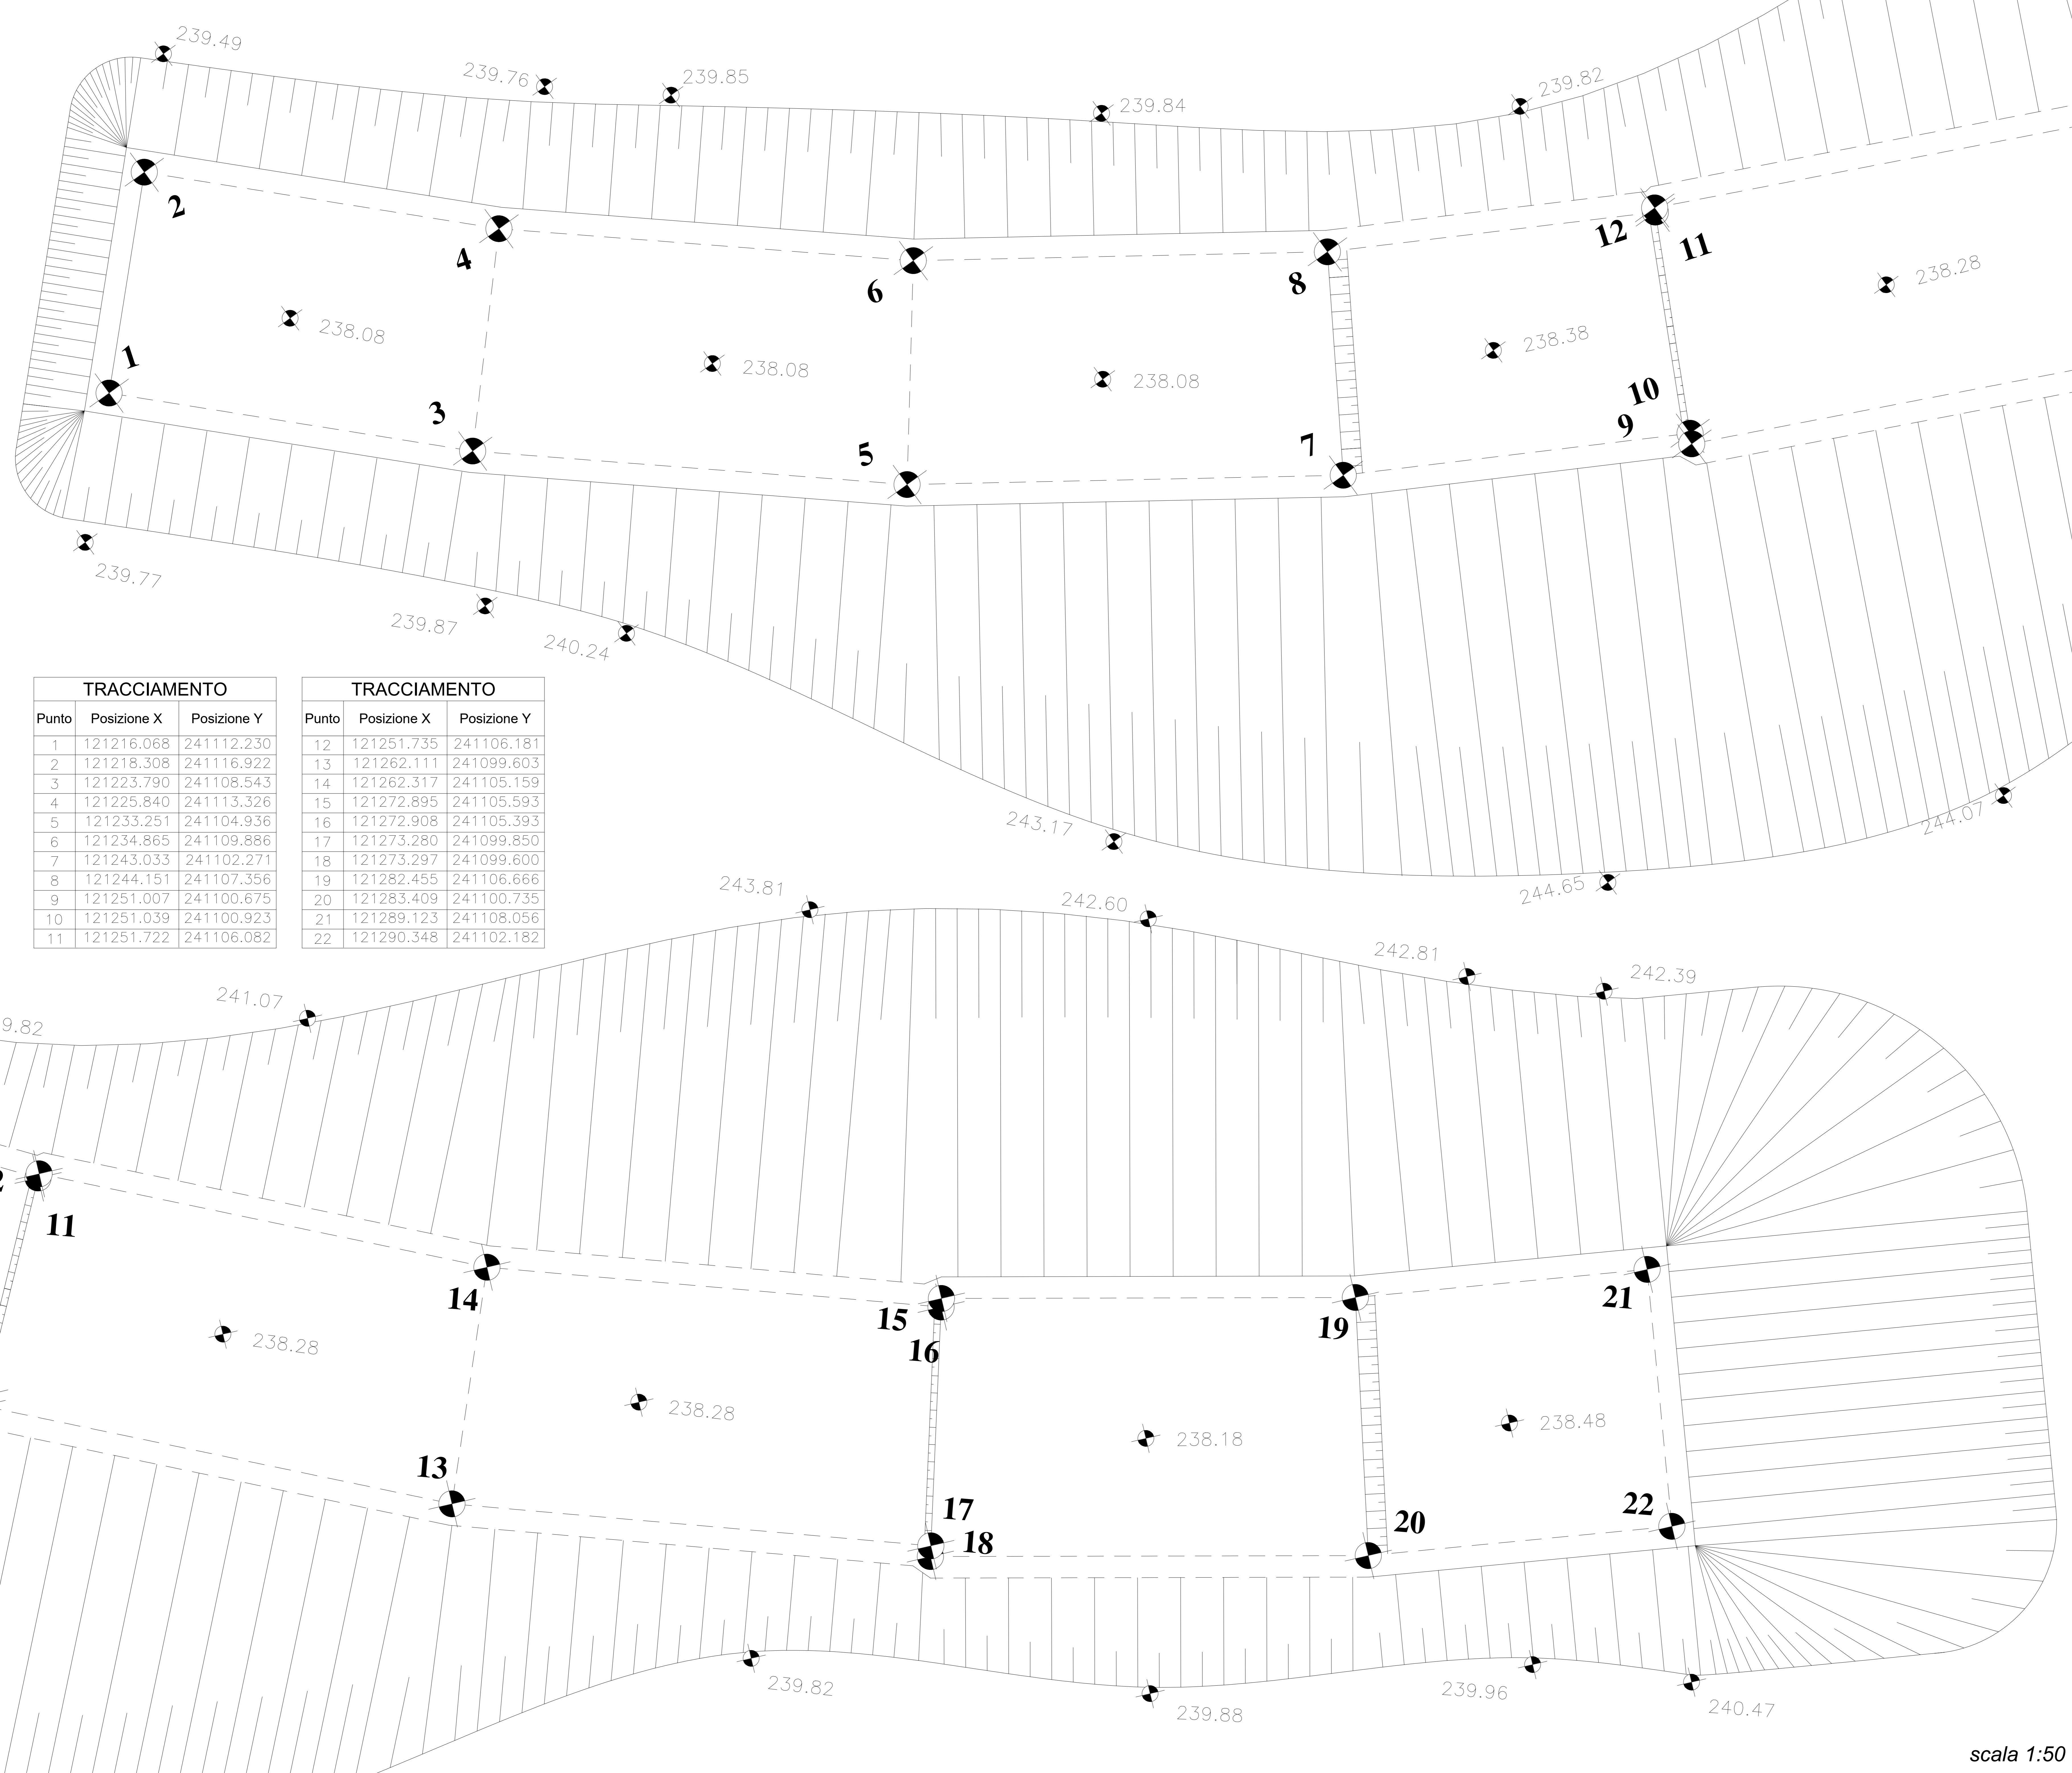 239.49
239.76
239.85
239.84
239.82
2
4
6
8
12
11
238.08
238.08
238.08
238.38
238.28
1
3
5
7
10
9
239.77
239.87
240.24
243.17
244.65
244.07
TRACCIAMENTO
Punto Posizione X Posizione Y
1 121216.068 241112.230
2 121218.308 241116.922
3 121223.790 241108.543
4 121225.840 241113.326
5 121233.251 241104.936
6 121234.865 241109.886
7 121243.033 241102.271
8 121244.151 241107.356
9 121251.007 241100.675
10 121251.039 241100.923
11 121251.722 241106.082
TRACCIAMENTO
Punto Posizione X Posizione Y
12 121251.735 241106.181
13 121262.111 241099.603
14 121262.317 241105.159
15 121272.895 241105.593
16 121272.908 241105.393
17 121273.280 241099.850
18 121273.297 241099.600
19 121282.455 241106.666
20 121283.409 241100.735
21 121289.123 241108.056
22 121290.348 241102.182
9.82
241.07
243.81
242.60
242.81
242.39
2
11
14
15
16
19
21
238.28
238.28
238.18
238.48
13
17
18
20
22
239.82
239.88
239.96
240.47
scala 1:50